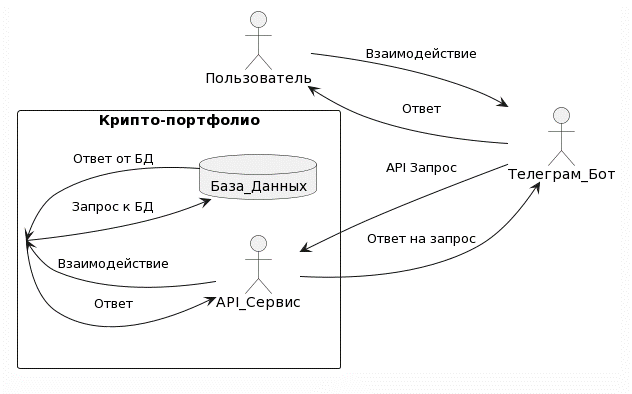 Пользователь
Взаимодействие
Ответ
Крипто-портфолио
Ответ от БД
База_Данных
Запрос к БД
API Запрос
Телеграм_Бот
Ответ на запрос
Взаимодействие
Ответ
API_Сервис